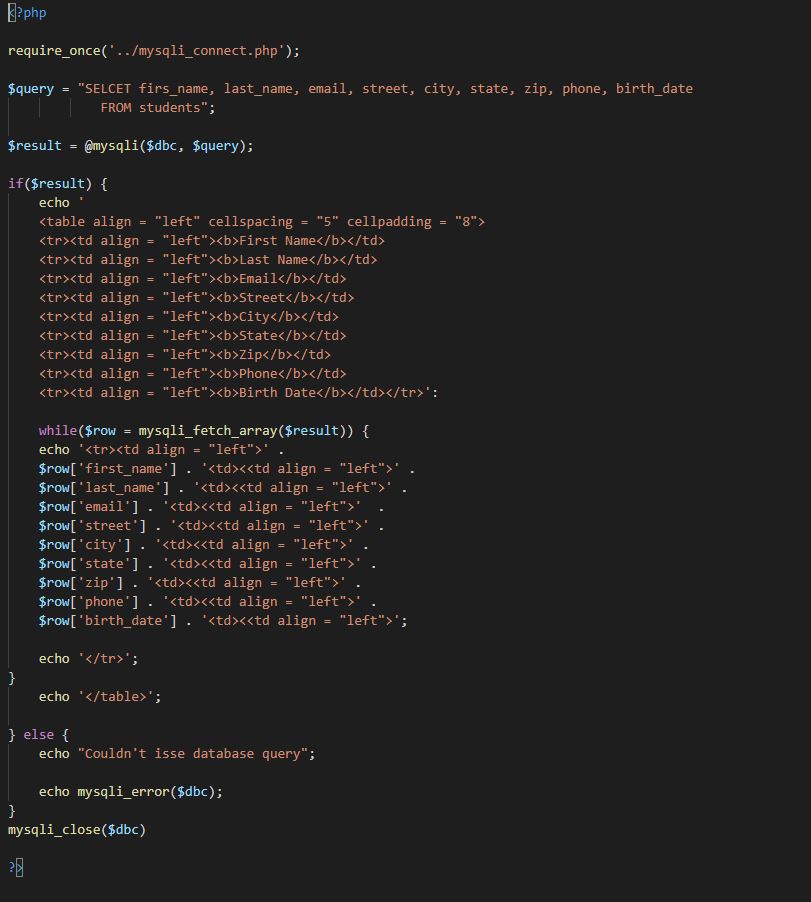 <?php
require_once('../mysqli_connect.php');
$query = "SELCET firs_name, last_name, email, street, city, state, zip, phone, birth_date
FROM students";
$result = @mysqli($dbc, $query);
if($result) {
echo '
<table align = "left" cellspacing = "5" cellpadding = "8">
<tr><td align = "left"><b>First Name</b></td>
<tr><td align = "left"><b>Last Name</b></td>
<tr><td align = "left"><b>Email</b></td>
<tr><td align = "left"><b>Street</b></td>
<tr><td align = "left"><b>City</b></td>
<tr><td align = "left"><b>State</b></td>
<tr><td align = "left"><b>Zip</b></td>
<tr><td align = "left"><b>Phone</b></td>
<tr><td align = "left"><b>Birth Date</b></td></tr>':
while($row = mysqli_fetch_array($result)) {
echo '<tr><td align = "left">' .
$row['first_name'] . '<td><<td align = "left">' .
$row['last_name'] . '<td><<td align = "left">' .
$row['email'] . '<td><<td align = "left">'  .
$row['street'] . '<td><<td align = "left">' .
$row['city'] . '<td><<td align = "left">' .
$row['state'] . '<td><<td align = "left">' .
$row['zip'] . '<td><<td align = "left">' .
$row['phone'] . '<td><<td align = "left">' .
$row['birth_date'] . '<td><<td align = "left">';
echo '</tr>';
}
echo '</table>';
} else {
echo "Couldn't isse database query";
echo mysqli_error($dbc);
}
mysqli_close($dbc)
?>